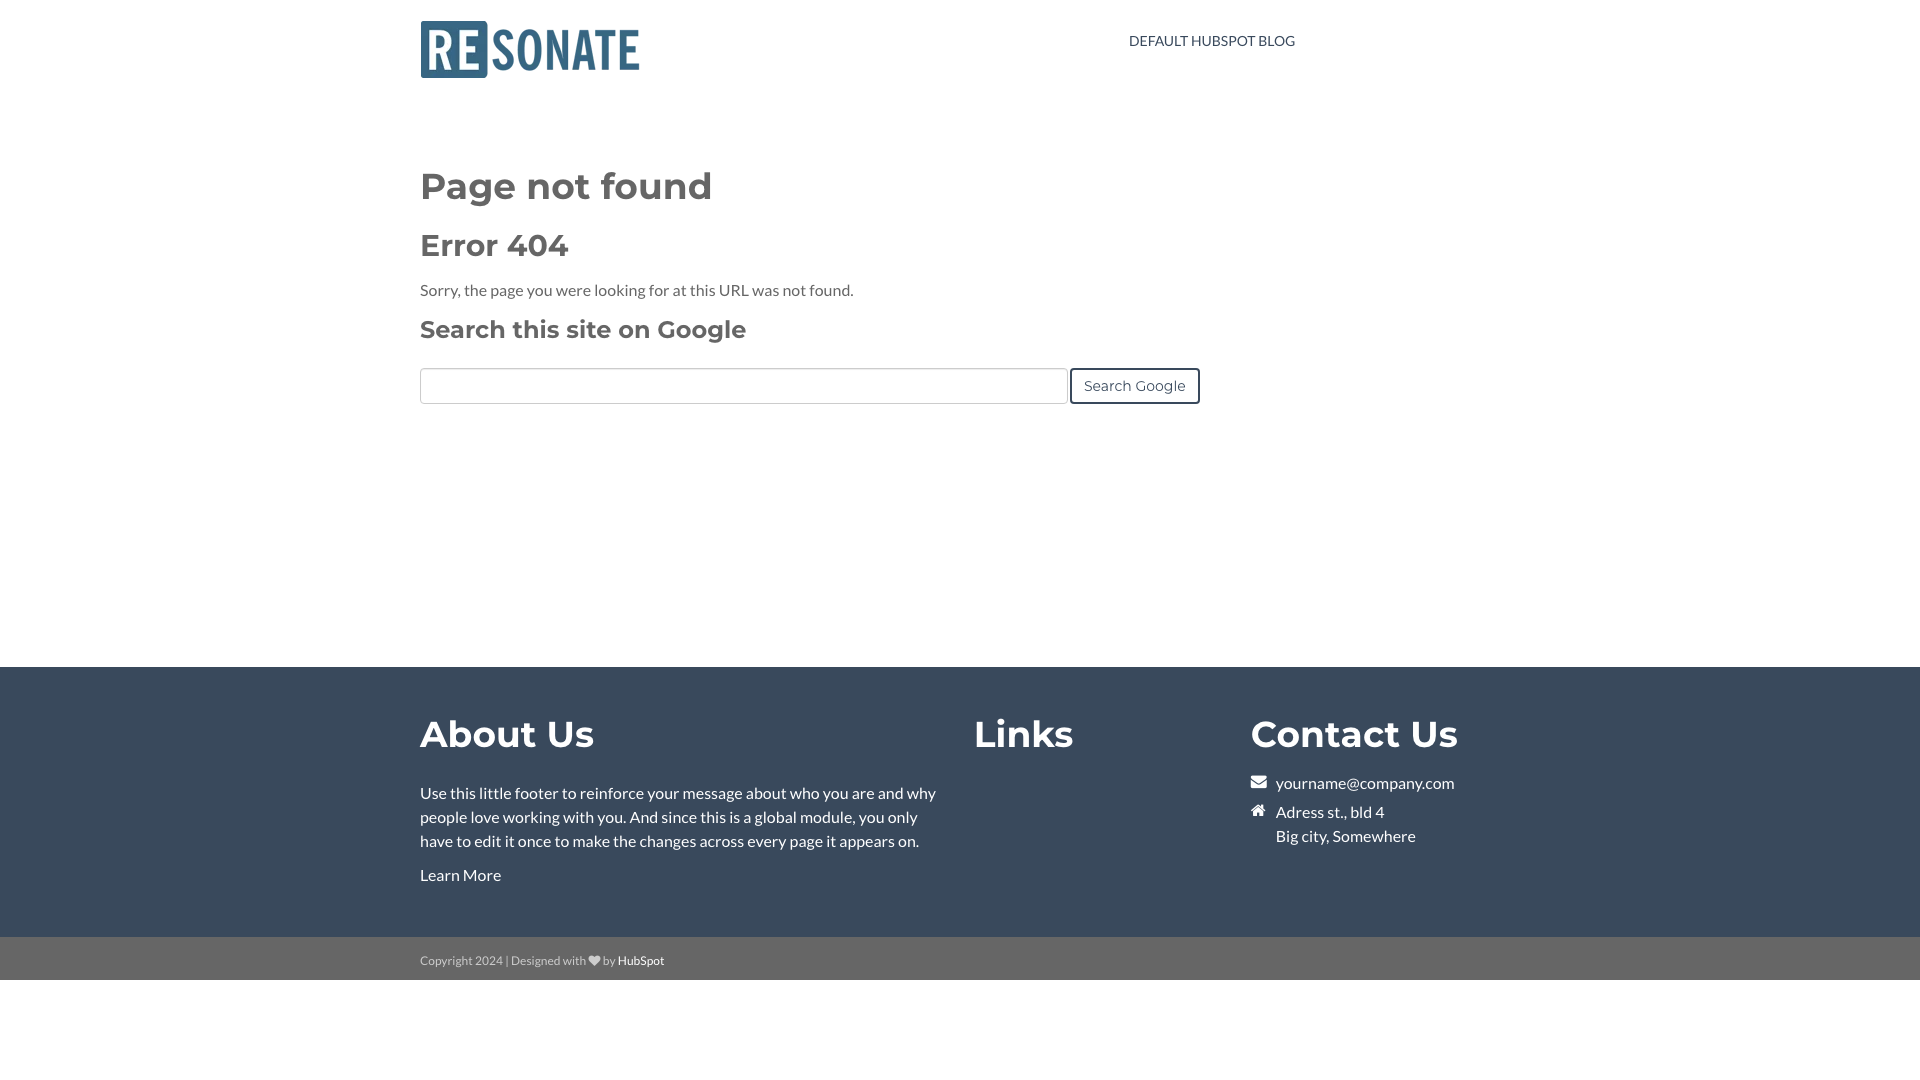 RESONATE
DEFAULT HUBSPOT BLOG
Page not found
Error 404
Sorry, the page you were looking for at this URL was not found.
Search this site on Google
Search Google
About Us
Use this little footer to reinforce your message about who you are and why
people love working with you. And since this is a global module, you only
have to edit it once to make the changes across every page it appears on.
Learn More
Links
Contact Us
yourname@company.com
Adress st., bld 4
Big city, Somewhere
Copyright 2024 | Designed with by HubSpot